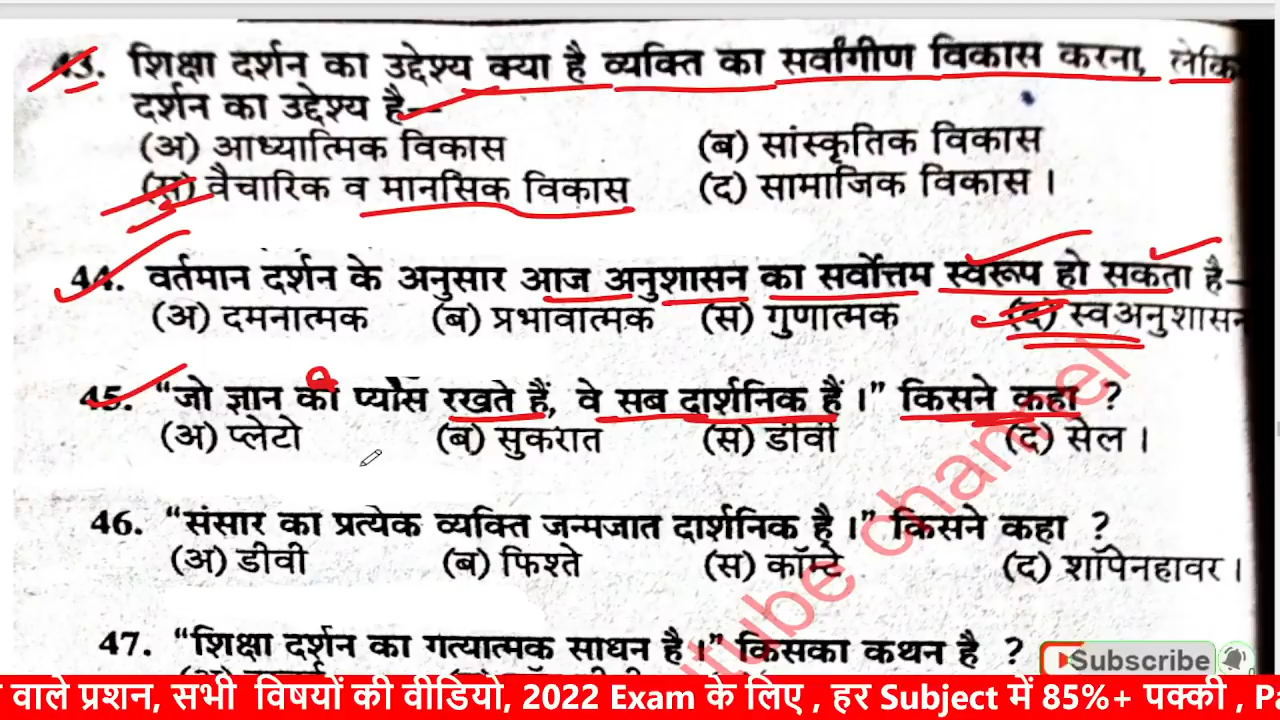 43. शिक्षा दर्शन का उद्देश्य क्या है व्यक्ति का सर्वांगीण विकास करना, लेकि
दर्शन का उद्देश्य है—
(अ) आध्यात्मिक विकास (ब) सांस्कृतिक विकास
(स) वैचारिक व मानसिक विकास (द) सामाजिक विकास ।
44. वर्तमान दर्शन के अनुसार आज अनुशासन का सर्वोत्तम स्वरूप हो सकता है—
(अ) दमनात्मक (ब) प्रभावात्मक (स) गुणात्मक (द) स्वअनुशासन
45. “जो ज्ञान की प्यास रखते हैं, वे सब दार्शनिक हैं ।” किसने कहा ?
(अ) प्लेटो (ब) सुकरात (स) डीवी (द) सेल ।
46. “संसार का प्रत्येक व्यक्ति जन्मजात दार्शनिक है ।” किसने कहा ?
(अ) डीवी (ब) फिश्ते (स) कॉम्टे (द) शॉपेनहावर ।
47. “शिक्षा दर्शन का गत्यात्मक साधन है ।” किसका कथन है ?
Subscribe
वाले प्रशन, सभी विषयों की वीडियो, 2022 Exam के लिए , हर Subject में 85%+ पक्की , Pa
tube channel